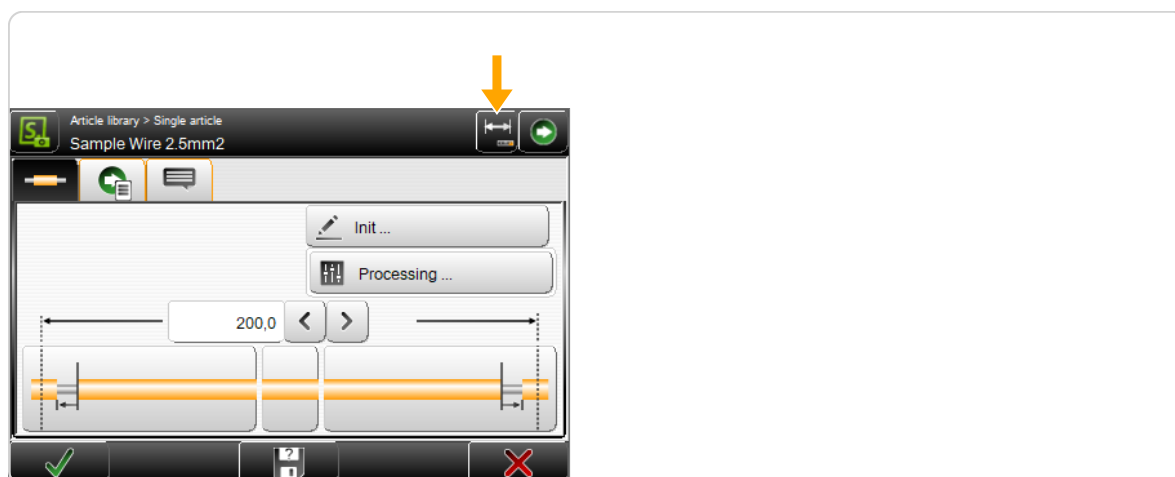 Article library > Single article
Sample Wire 2.5mm2
Init ...
Processing ...
200,0